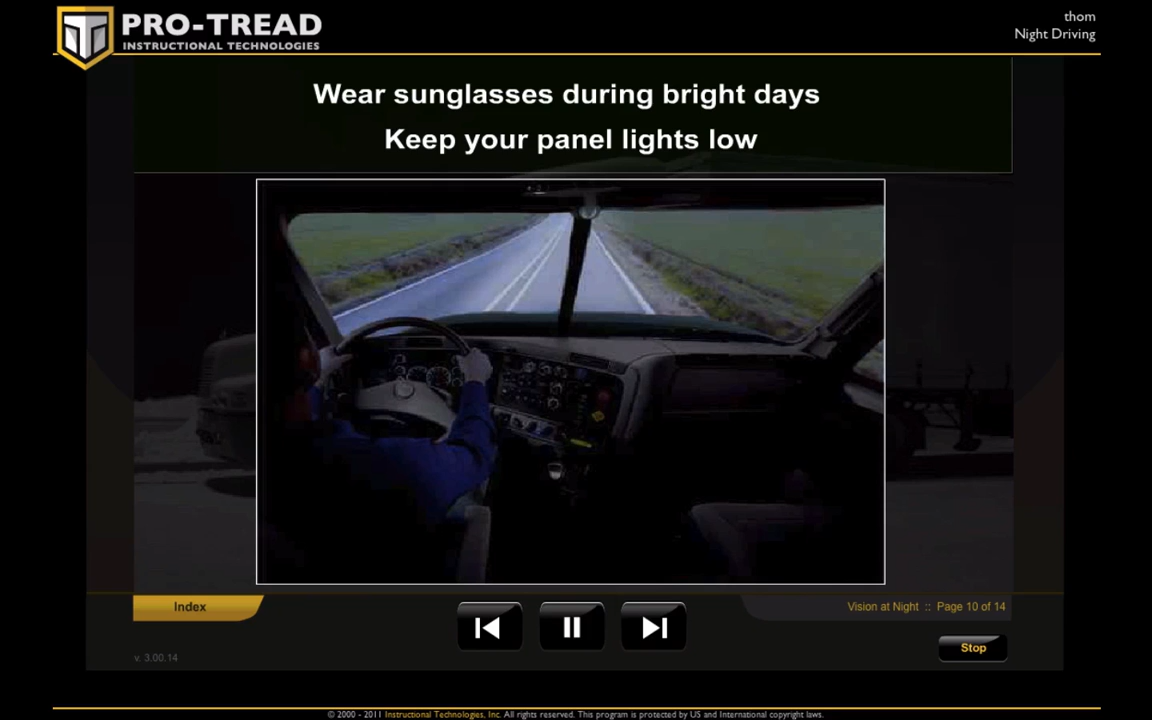 PRO-TREAD
INSTRUCTIONAL TECHNOLOGIES
thom
Night Driving
Wear sunglasses during bright days
Keep your panel lights low
Index
Vision at Night :: Page 10 of 14
Stop
v. 3.00.14
© 2000 - 2011 Instructional Technologies, Inc. All rights reserved. This program is protected by US and International copyright laws.